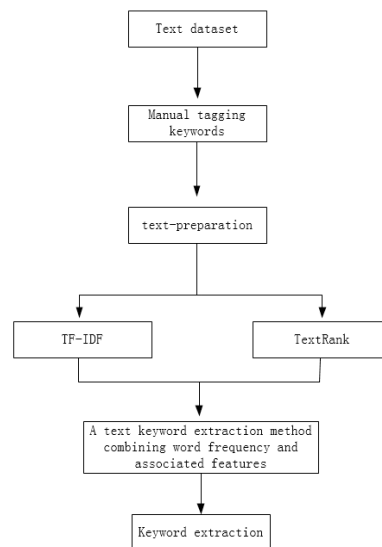 Text dataset
Manual tagging
keywords
text-preparation
TF-IDF
TextRank
A text keyword extraction method
combining word frequency and
associated features
Keyword extraction